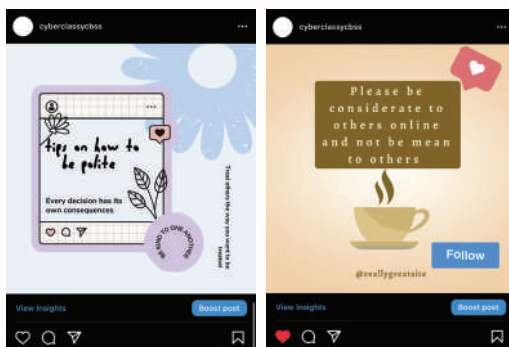 cyberclassycbss
tips on how to
be polite
Every decision has its
own consequences
BE KIND TO ONE ANOTHER
Treat others the way you want to be
treated
View Insights
Boost post
cyberclassycbss
Please be
considerate to
others online
and not be mean
to others
Follow
@reallygreatsite
View Insights
Boost post